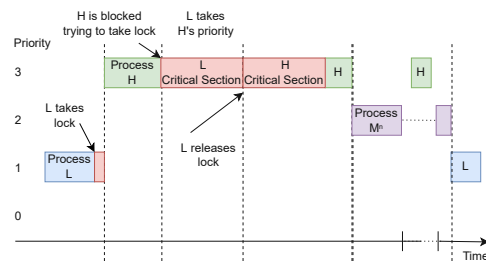 H is blocked
trying to take lock
L takes
H's priority
Priority
3
Process
H
L
Critical Section
H
Critical Section
H
H
2
L takes
lock
Process
Mⁿ
L releases
lock
1
Process
L
L
0
Time